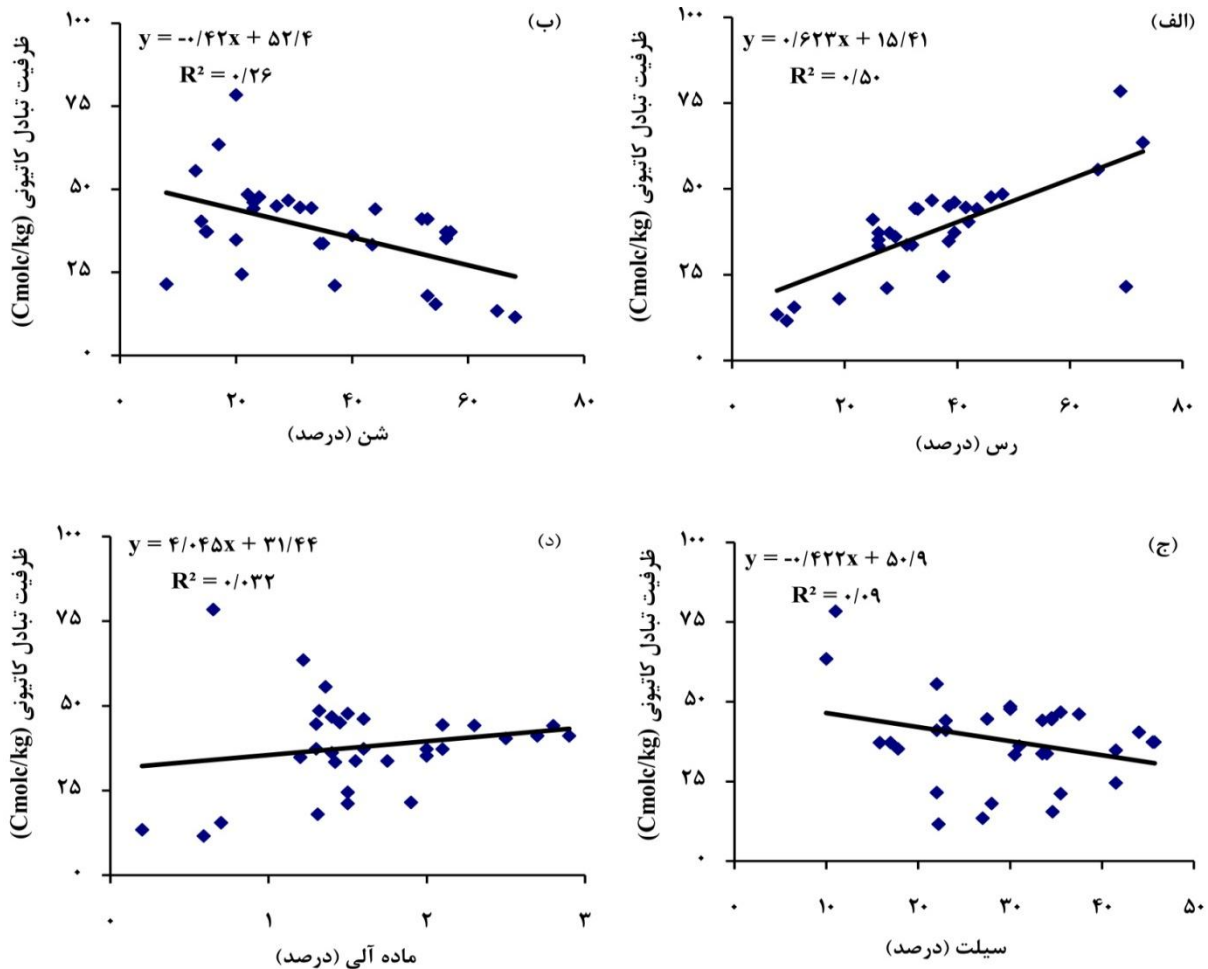 (الف)
y = ۰/۶۲۳x + ۱۵/۴۱
R² = ۰/۵۰
ظرفیت تبادل کاتیونی (Cmolc/kg))
۱۰۰
۷۵
۵۰
۲۵
۰
۰ ۲۰ ۴۰ ۶۰ ۸۰
رس (درصد)
(ب)
y = -۰/۴۲x + ۵۲/۴
R² = ۰/۲۶
ظرفیت تبادل کاتیونی (Cmolc/kg))
۱۰۰
۷۵
۵۰
۲۵
۰
۰ ۲۰ ۴۰ ۶۰ ۸۰
شن (درصد)
(ج)
y = -۰/۴۲۲x + ۵۰/۹
R² = ۰/۰۹
ظرفیت تبادل کاتیونی (Cmolc/kg))
۱۰۰
۷۵
۵۰
۲۵
۰
۰ ۱۰ ۲۰ ۳۰ ۴۰ ۵۰
سیلت (درصد)
(د)
y = ۴/۰۴۵x + ۳۱/۴۴
R² = ۰/۰۳۲
ظرفیت تبادل کاتیونی (Cmolc/kg))
۱۰۰
۷۵
۵۰
۲۵
۰
۰ ۱ ۲ ۳
ماده آلی (درصد)